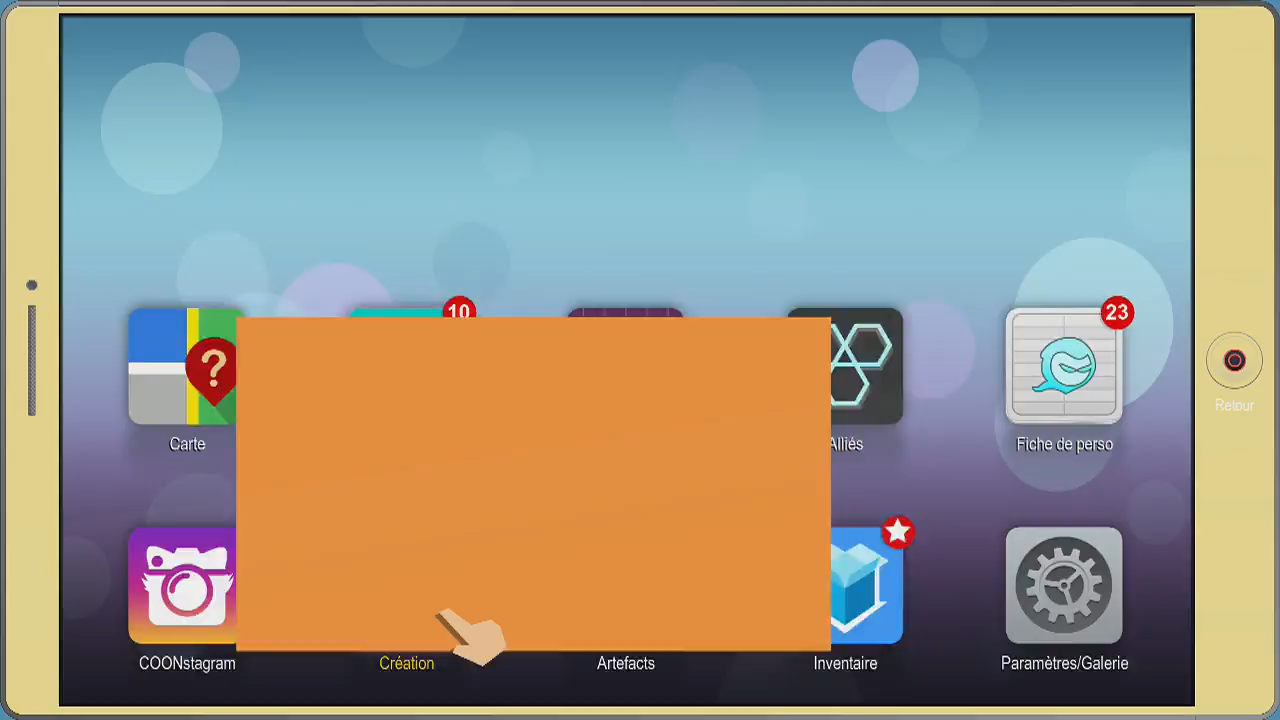 10
23
?
Carte
Alliés
Fiche de perso
Retour
COONstagram
Création
Artefacts
Inventaire
Paramètres/Galerie